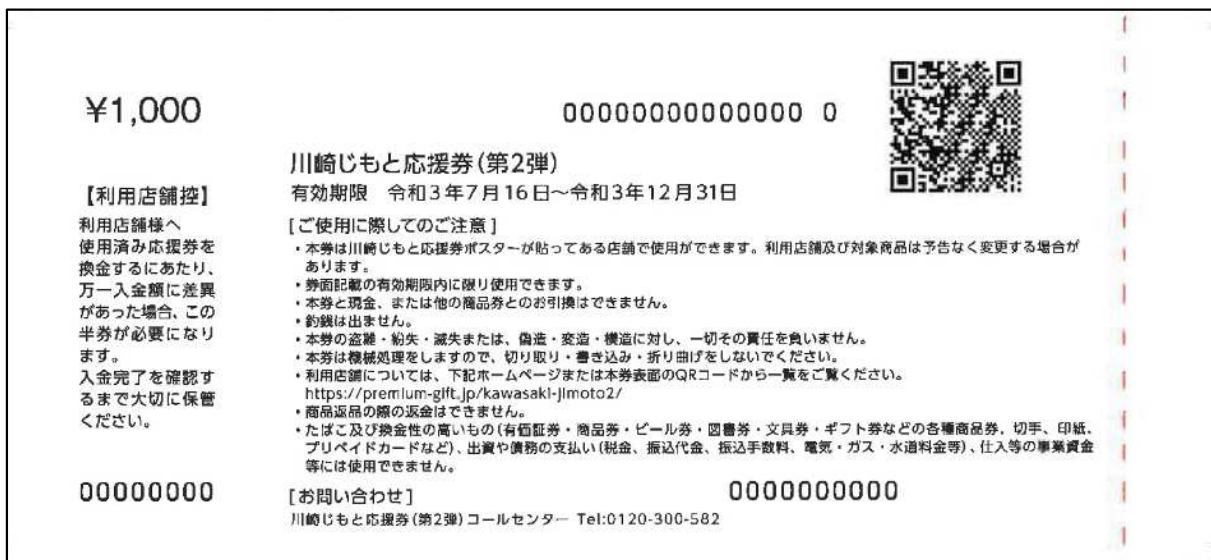 ¥1,000
00000000000000 0
【利用店舗控】
利用店舗様へ
使用済み応援券を
換金するにあたり、
万一入金額に差異
があった場合、この
半券が必要になり
ます。
入金完了を確認す
るまで大切に保管
ください。
00000000
川崎じもと応援券(第2弾)
有効期限 令和3年7月16日～令和3年12月31日
[ご使用に際してのご注意]
・本券は川崎じもと応援券ポスターが貼ってある店舗で使用ができます。利用店舗及び対象商品は予告なく変更する場合が
あります。
・券面記載の有効期限内に限り使用できます。
・本券と現金、または他の商品券とのお引換はできません。
・釣銭は出ません。
・本券の盗難・紛失・滅失または、偽造・変造・模造に対し、一切その責任を負いません。
・本券は機械処理をしますので、切り取り・書き込み・折り曲げをしないでください。
・利用店舗については、下記ホームページまたは本券表面のQRコードから一覧をご覧ください。
https://premium-gift.jp/kawasaki-jimoto2/
・商品返品の際の返金はできません。
・たばこ及び換金性の高いもの(有価証券・商品券・ビール券・図書券・文具券・ギフト券などの各種商品券、切手、印紙、
プリペイドカードなど)、出資や債務の支払い(税金、振込代金、振込手数料、電気・ガス・水道料金等)、仕入等の事業資金
等には使用できません。
[お問い合わせ]
0000000000
川崎じもと応援券(第2弾)コールセンター Tel:0120-300-582